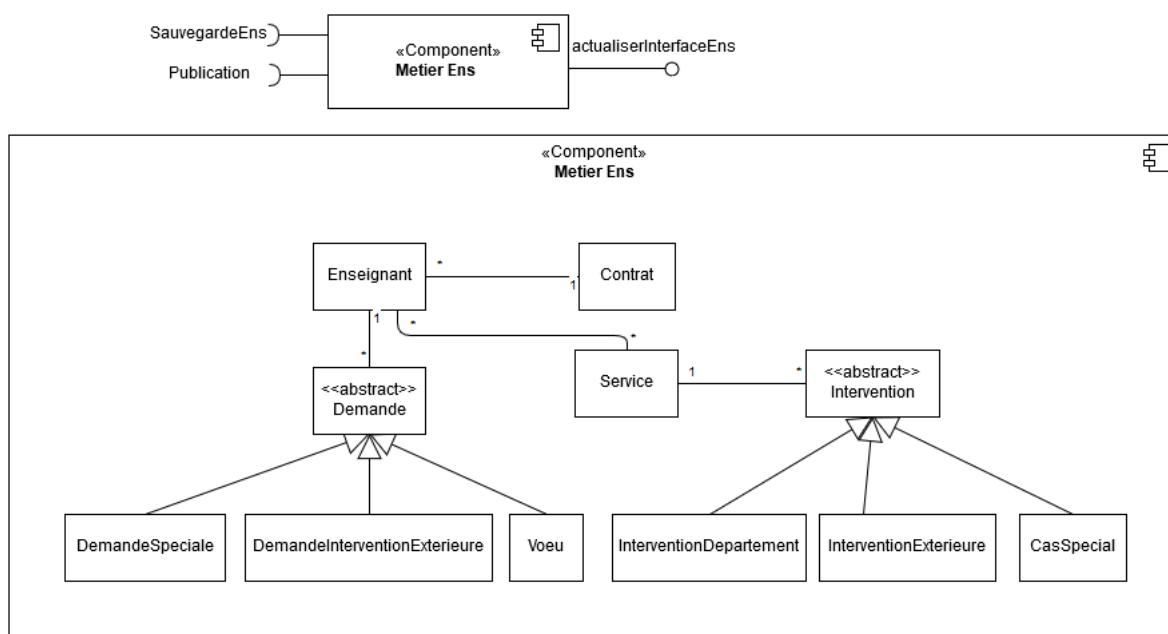 SauvegardeEns
Publication
«Component»
Metier Ens
actualiserInterfaceEns
«Component»
Metier Ens
Enseignant
*
1
Contrat
1
*
*
*
Service
1
*
<<abstract>>
Intervention
<<abstract>>
Demande
DemandeSpeciale
DemandeInterventionExterieure
Voeu
InterventionDepartement
InterventionExterieure
CasSpecial